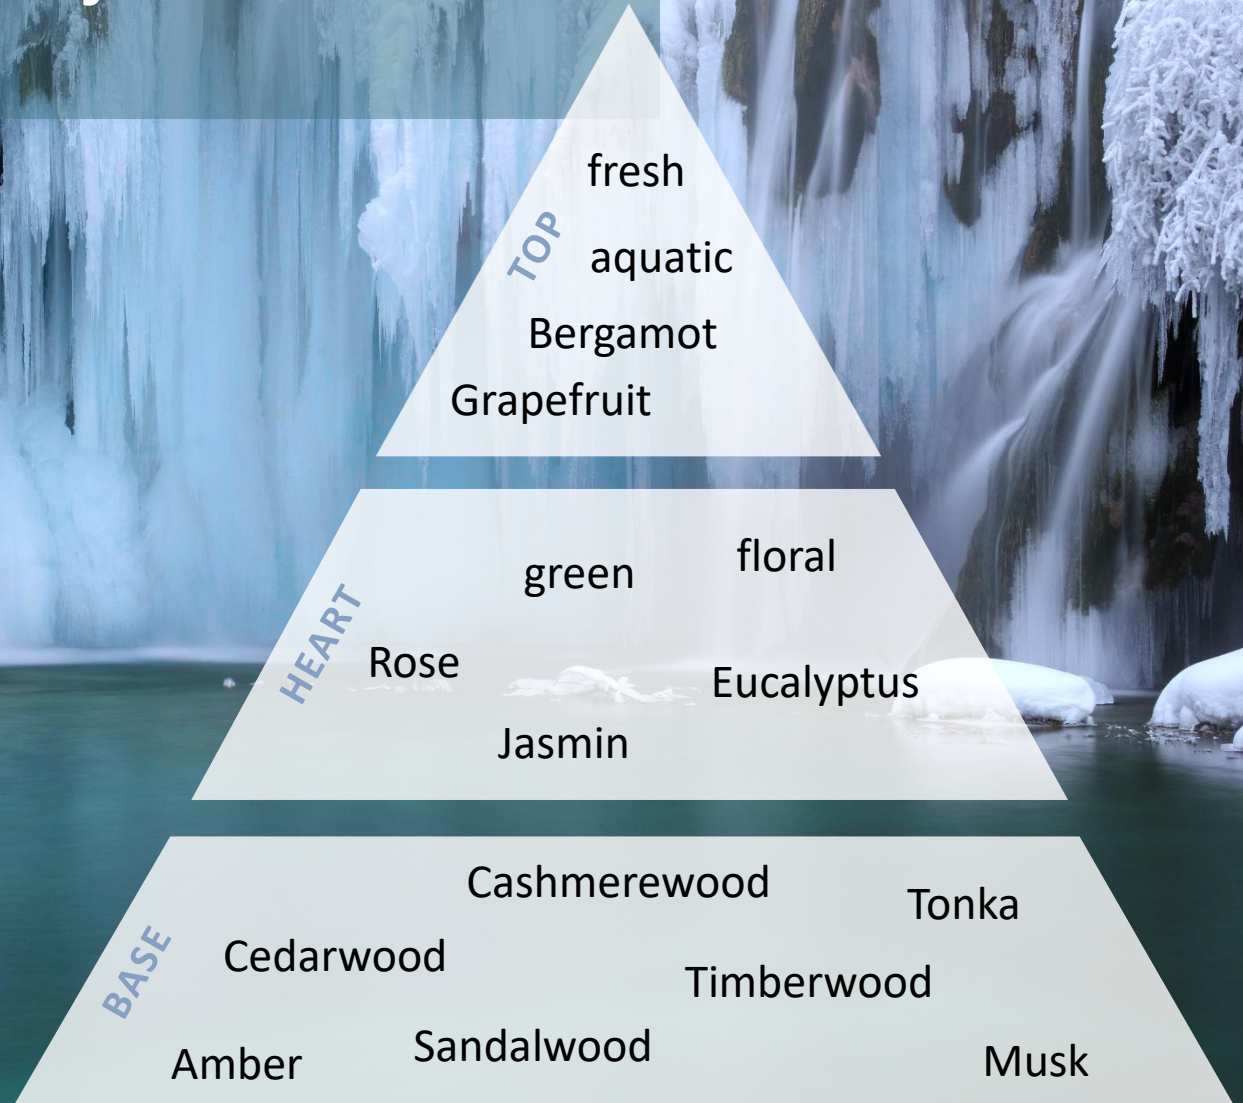 TOP
fresh
aquatic
Bergamot
Grapefruit
HEART
green
floral
Rose
Eucalyptus
Jasmin
BASE
Cashmerewood
Tonka
Cedarwood
Timberwood
Sandalwood
Amber
Musk